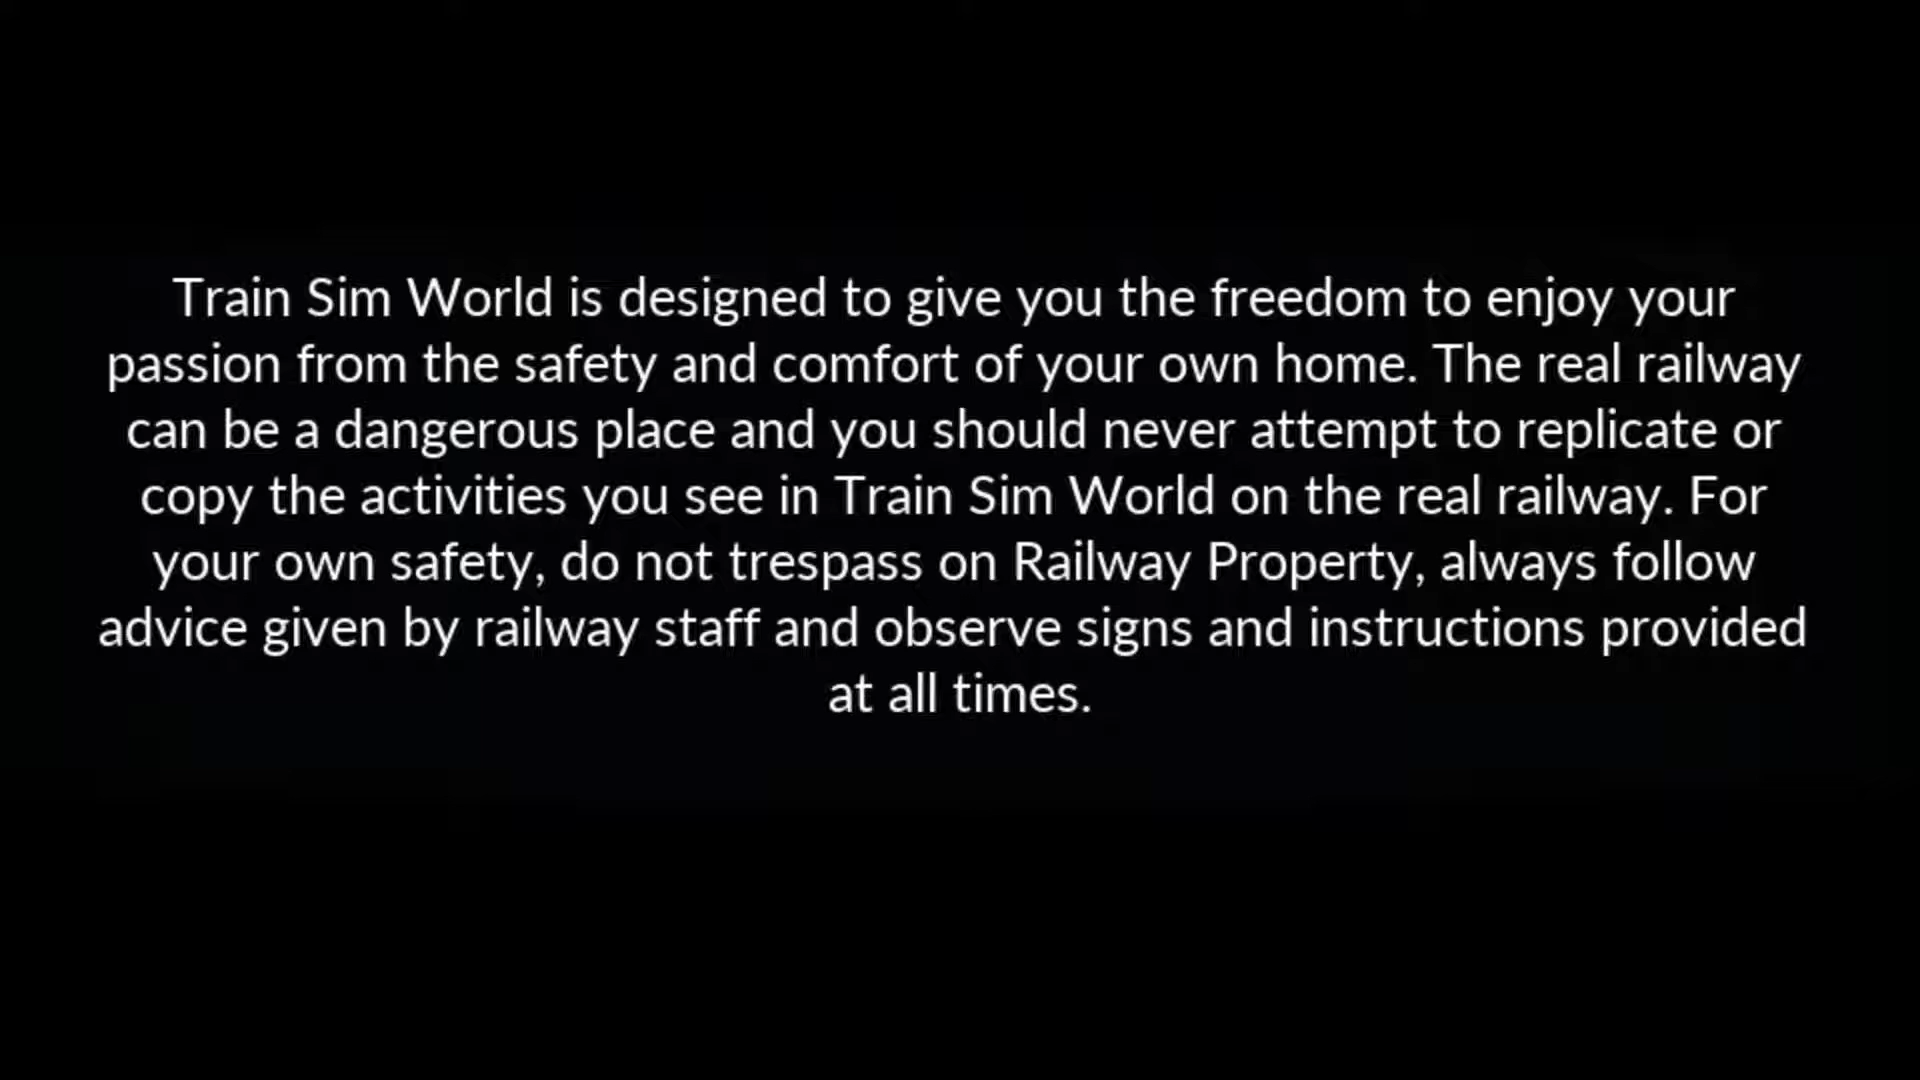 Train Sim World is designed to give you the freedom to enjoy your
passion from the safety and comfort of your own home. The real railway
can be a dangerous place and you should never attempt to replicate or
copy the activities you see in Train Sim World on the real railway. For
your own safety, do not trespass on Railway Property, always follow
advice given by railway staff and observe signs and instructions provided
at all times.